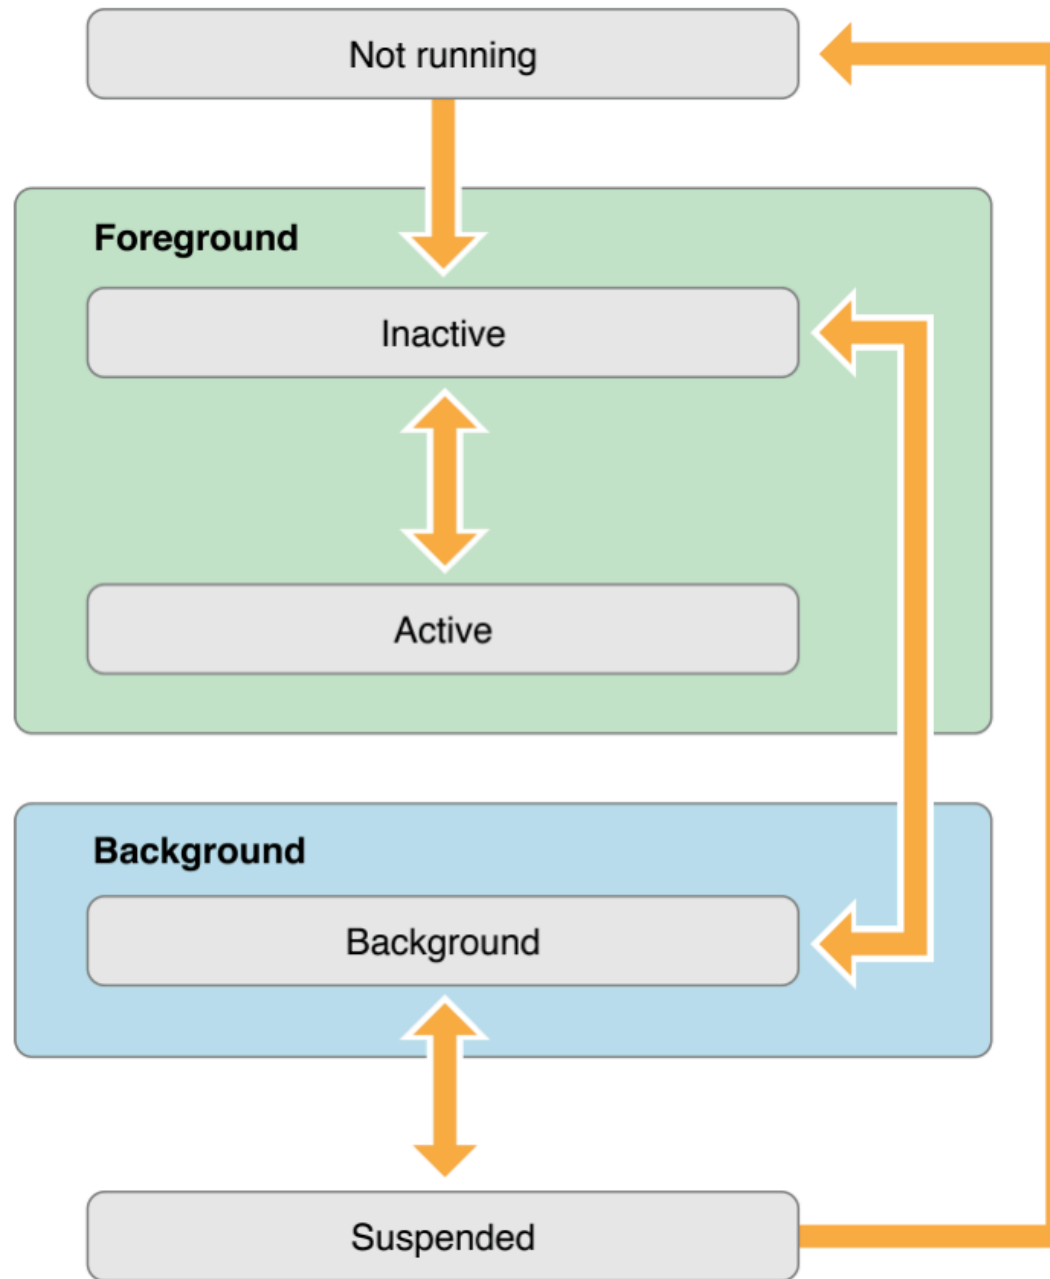 Not running
Foreground
Inactive
Active
Background
Background
Suspended